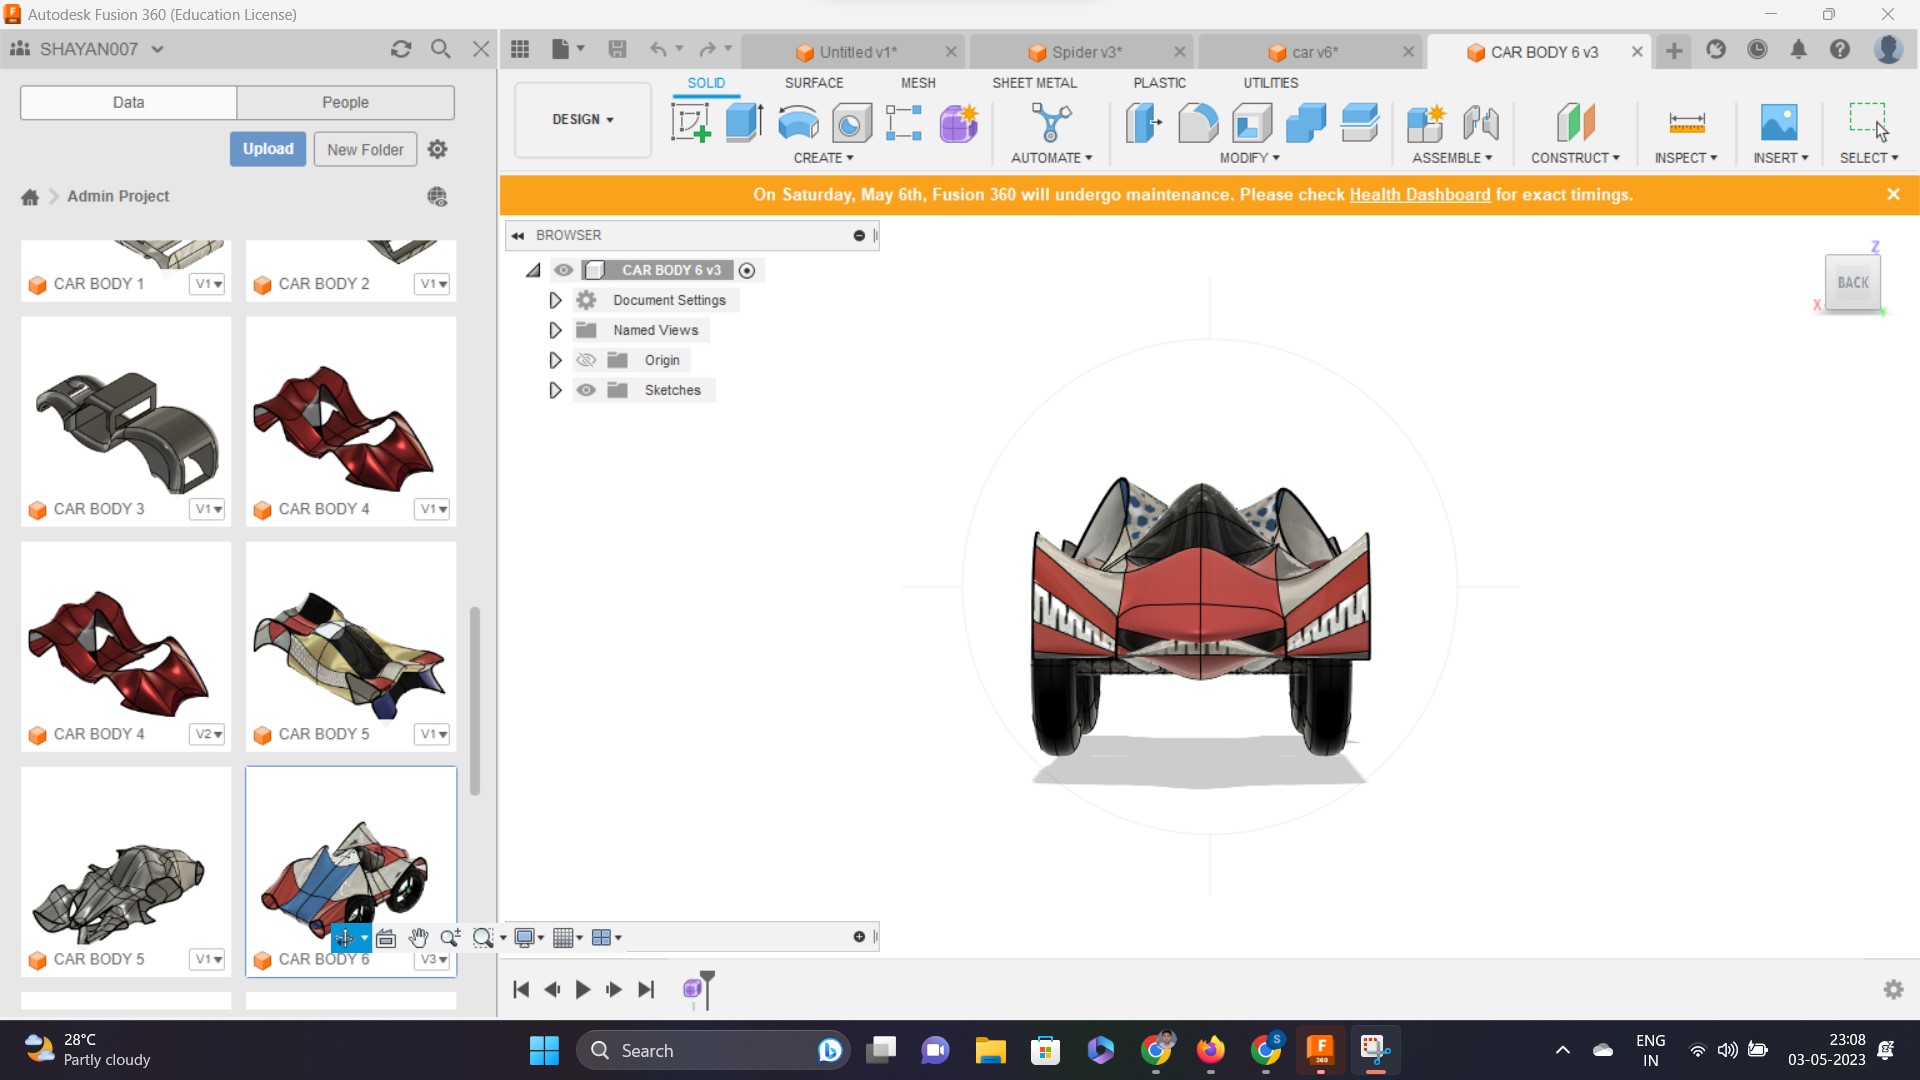 Autodesk Fusion 360 (Education License)
SHAYAN007
Untitled v1*
Spider v3*
car v6*
CAR BODY 6 v3
Data
People
Upload
New Folder
Admin Project
DESIGN
SOLID
SURFACE
MESH
SHEET METAL
PLASTIC
UTILITIES
CREATE
AUTOMATE
MODIFY
ASSEMBLE
CONSTRUCT
INSPECT
INSERT
SELECT
On Saturday, May 6th, Fusion 360 will undergo maintenance. Please check Health Dashboard for exact timings.
BROWSER
CAR BODY 6 v3
Document Settings
Named Views
Origin
Sketches
Z
BACK
X
CAR BODY 1
V1
CAR BODY 2
V1
CAR BODY 3
V1
CAR BODY 4
V1
CAR BODY 4
V2
CAR BODY 5
V1
CAR BODY 5
V1
CAR BODY 6
V3
28°C
Partly cloudy
Search
F
360
S
ENG
IN
23:08
03-05-2023